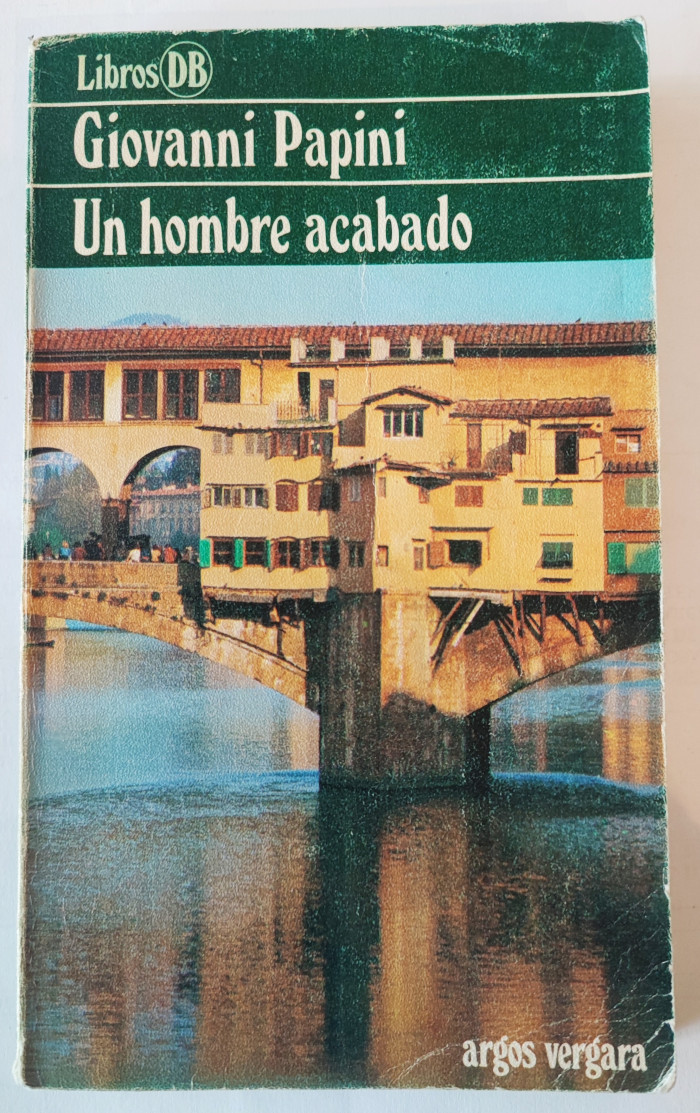 Libros DB
Giovanni Papini
Un hombre acabado
argos vergara